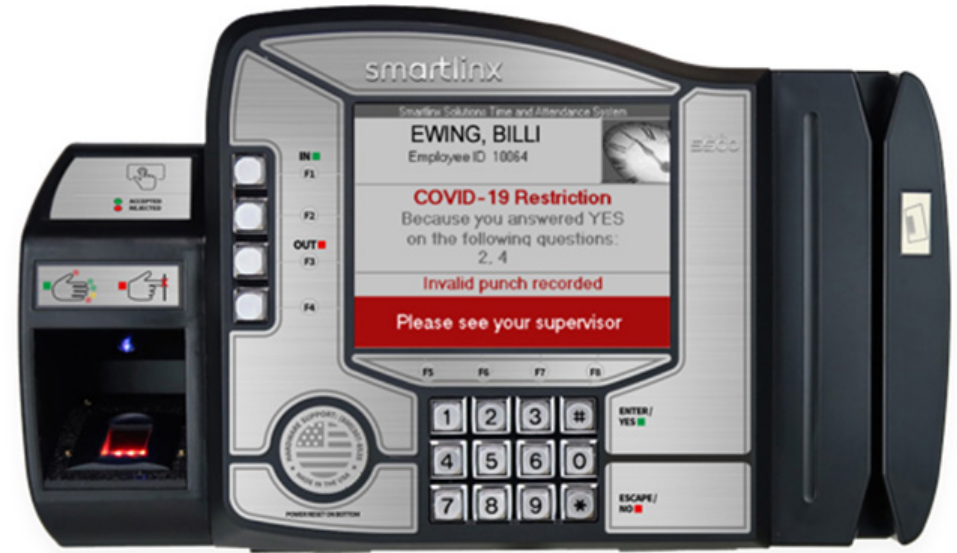 smartlinx
Smartlinx Solutions Time and Attendance System
EWING, BILLI
Employee ID 10064
COVID-19 Restriction
Because you answered YES
on the following questions:
2, 4
Invalid punch recorded
Please see your supervisor
IN
F1
F2
OUT
F3
F4
ACCEPTED
REJECTED
F5 F6 F7 F8
1 2 3 #
4 5 6 0
7 8 9 *
ENTER/
YES
ESCAPE/
NO
MADE IN THE USA
POWER RESET ON BOTTOM